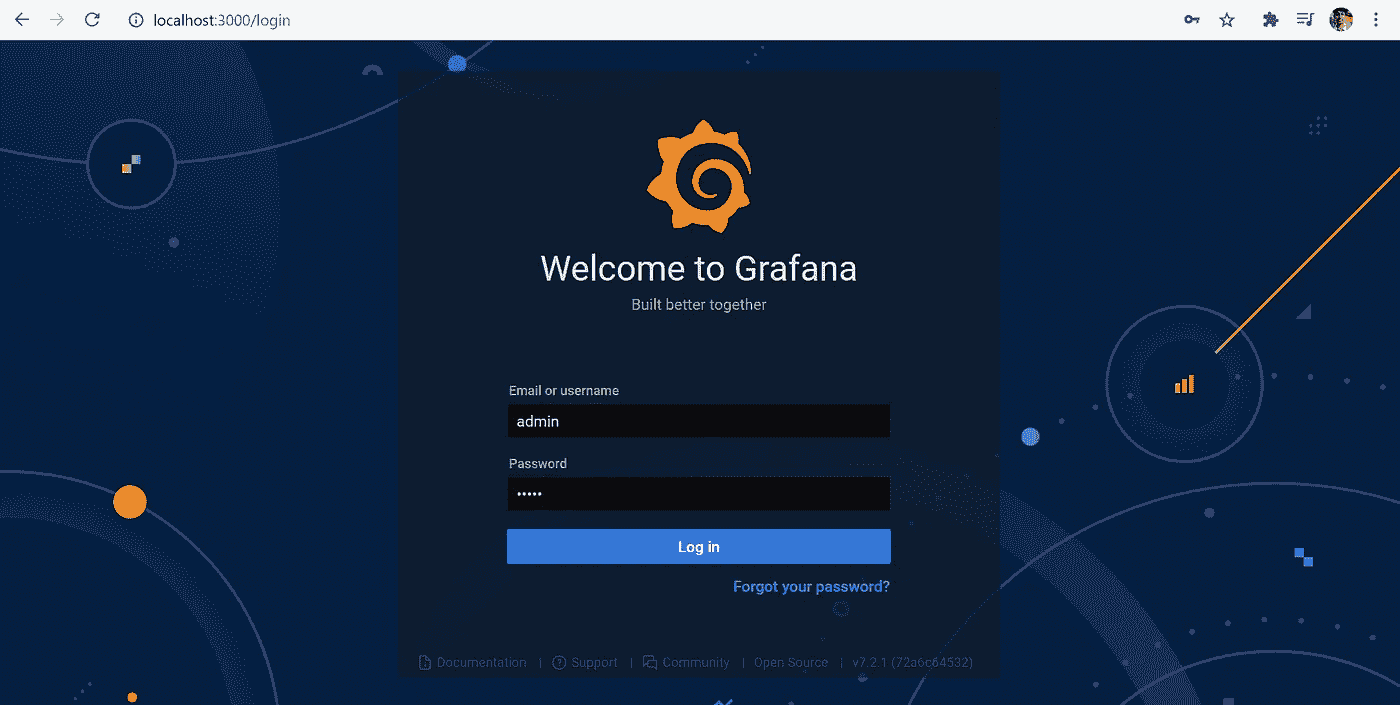 localhost:3000/login
Welcome to Grafana
Built better together
Email or username
admin
Password
•••••
Log in
Forgot your password?
Documentation | Support | Community | Open Source | v7.2.1 (72a6c64532)